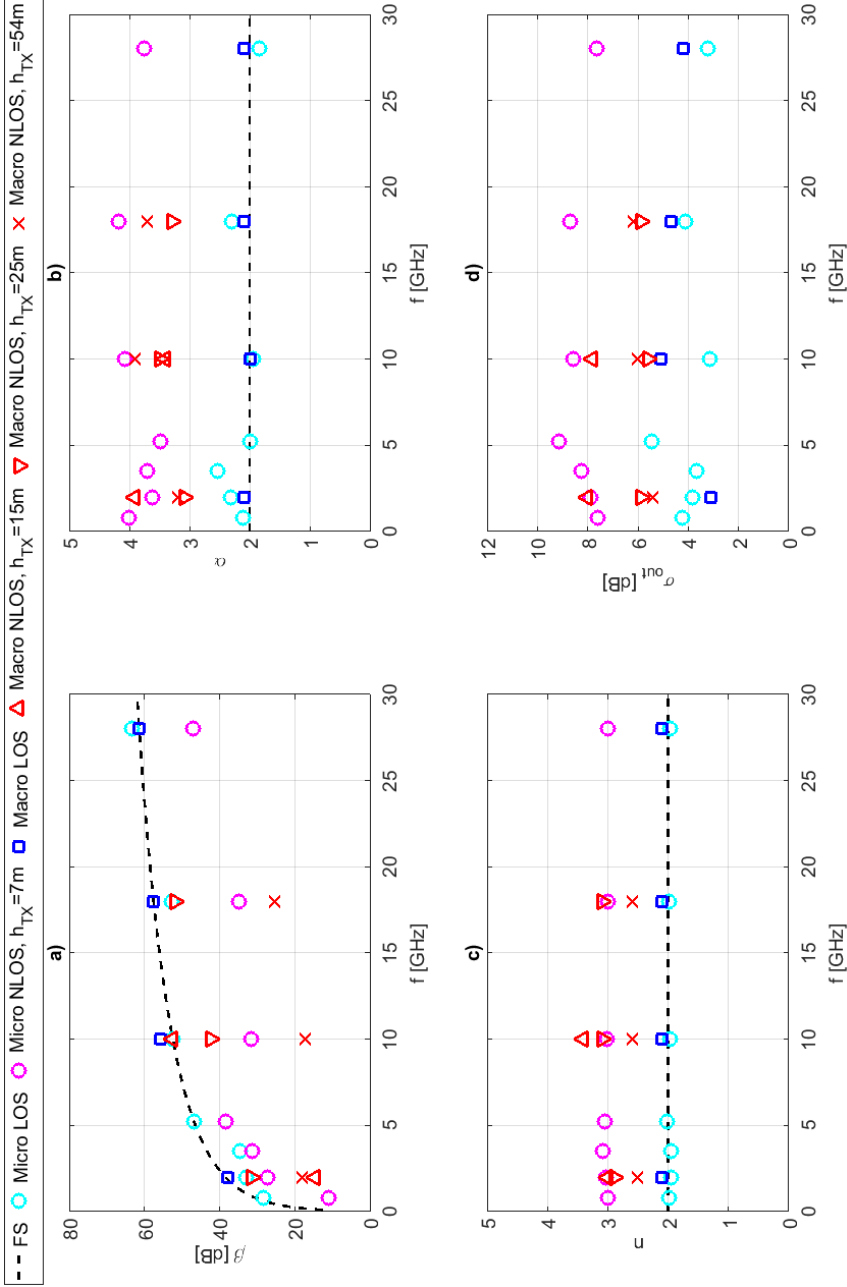 FS Micro LOS Micro NLOS, h_TX=7m Macro LOS Macro NLOS, h_TX=15m Macro NLOS, h_TX=25m Macro NLOS, h_TX=54m
a)
80
60
40
20
0
β [dB]
0 5 10 15 20 25 30
f [GHz]
b)
5
4
3
2
1
0
α
0 5 10 15 20 25 30
f [GHz]
c)
5
4
3
2
1
0
n
0 5 10 15 20 25 30
f [GHz]
d)
12
10
8
6
4
2
0
σ_out [dB]
0 5 10 15 20 25 30
f [GHz]